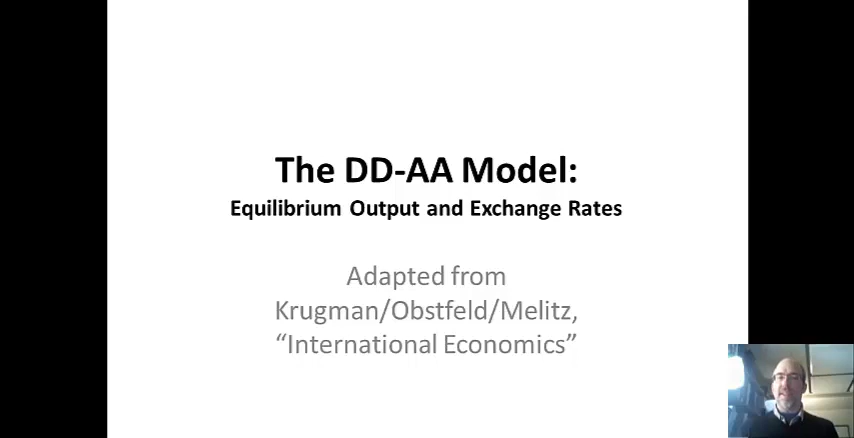 The DD-AA Model:
Equilibrium Output and Exchange Rates
Adapted from
Krugman/Obstfeld/Melitz,
“International Economics”